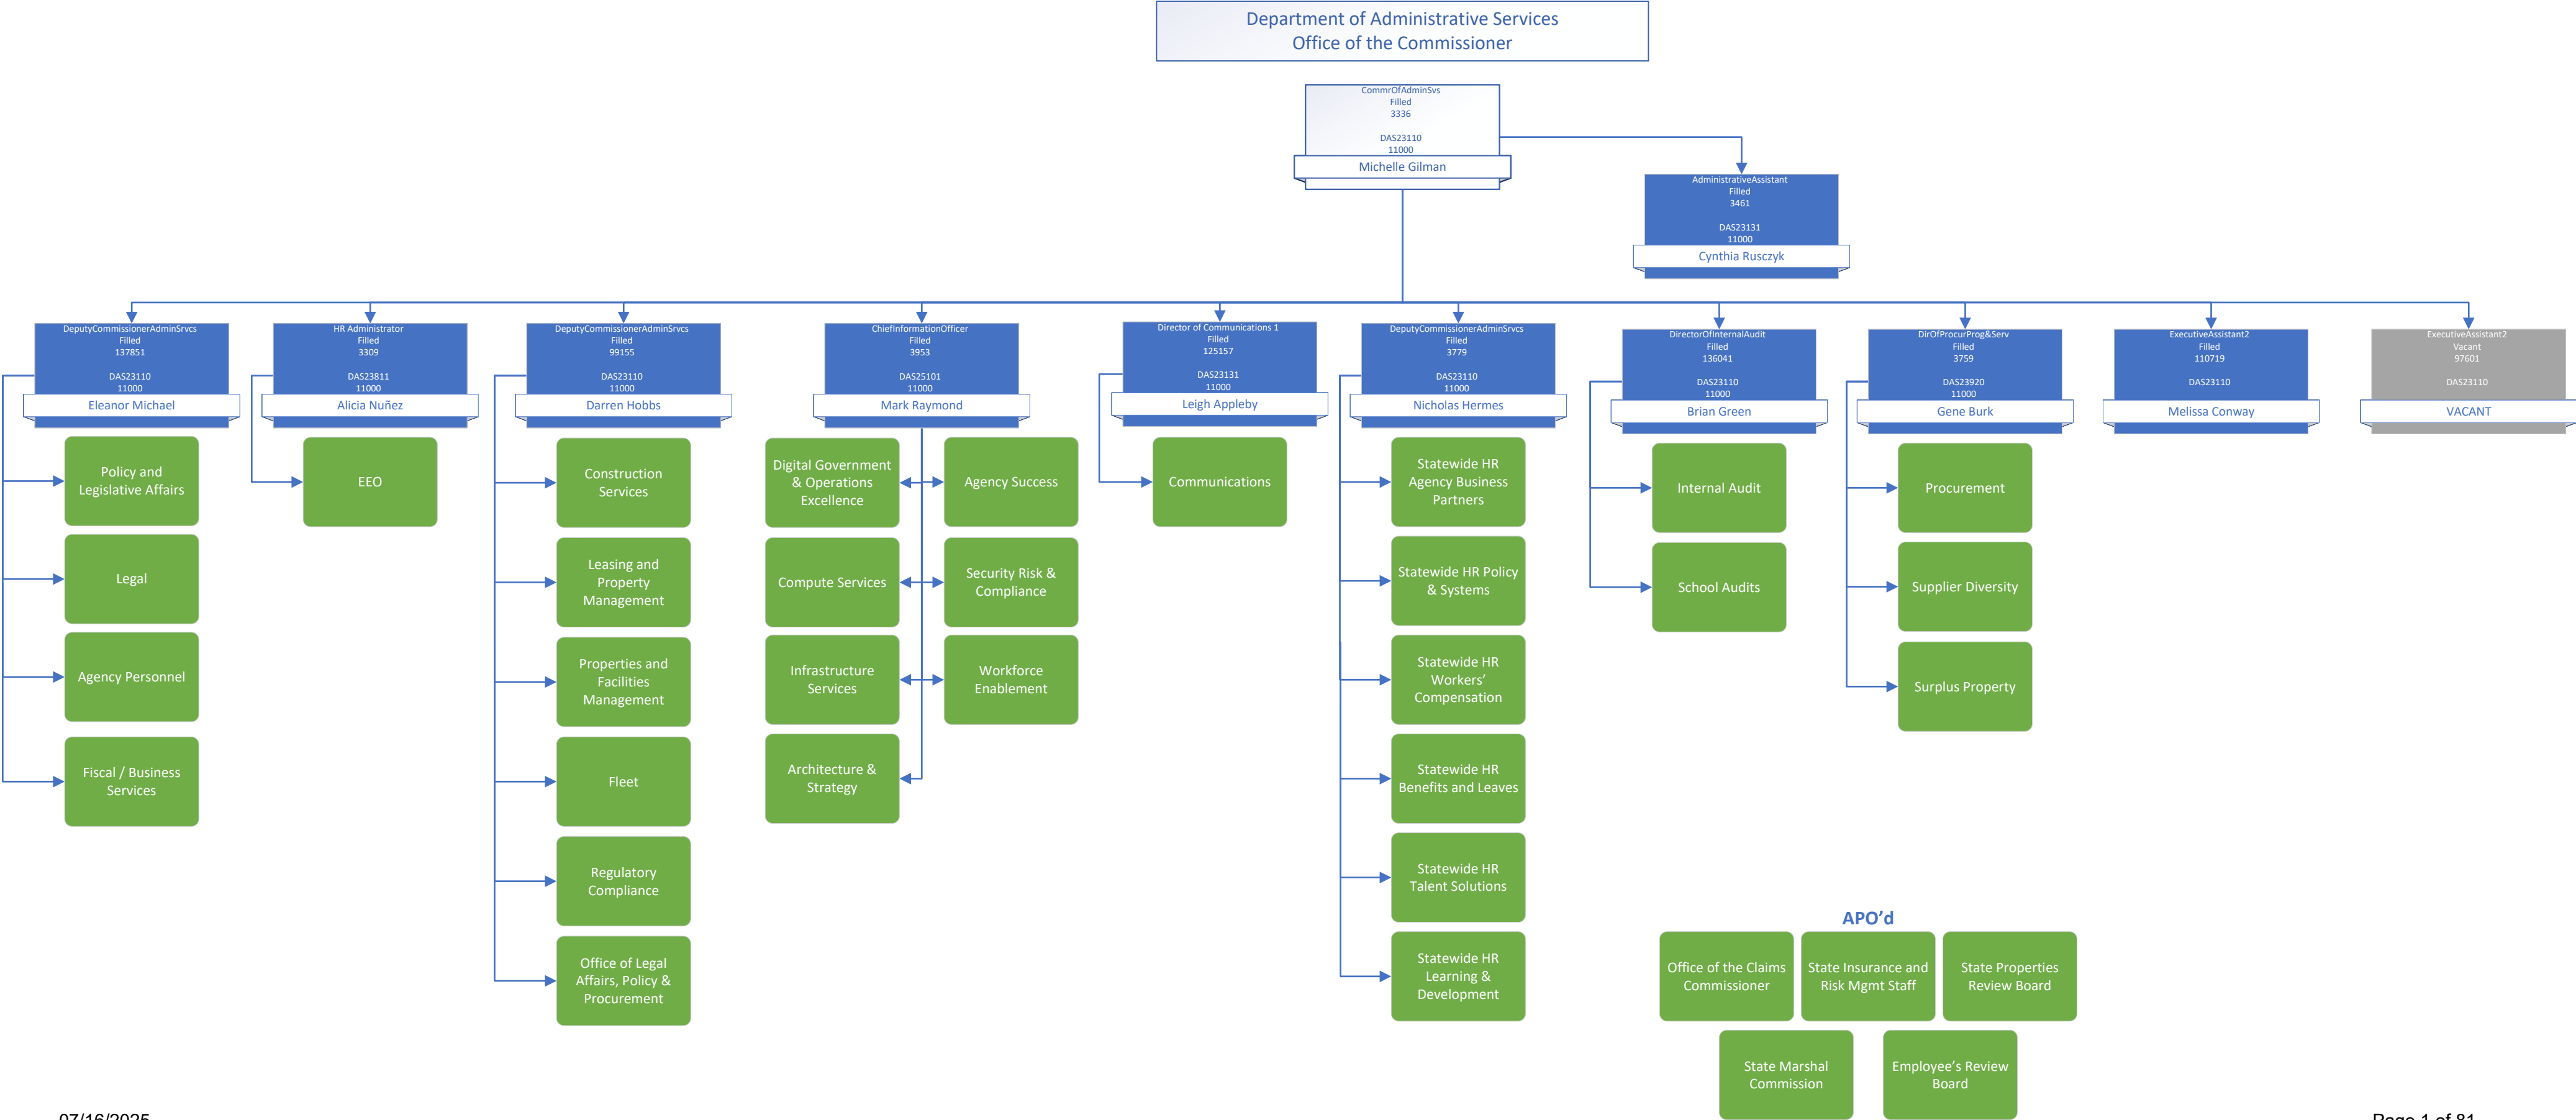 Department of Administrative Services
Office of the Commissioner
CommrOfAdminSvs
Filled
3336
DAS23110
11000
Michelle Gilman
AdministrativeAssistant
Filled
3461
DAS23131
11000
Cynthia Rusczyk
DeputyCommissionerAdminSrvcs
Filled
137851
DAS23110
11000
Eleanor Michael
Policy and
Legislative Affairs
Legal
Agency Personnel
Fiscal / Business
Services
HR Administrator
Filled
3309
DAS23811
11000
Alicia Nuñez
EEO
DeputyCommissionerAdminSrvcs
Filled
99155
DAS23110
11000
Darren Hobbs
Construction
Services
Leasing and
Property
Management
Properties and
Facilities
Management
Fleet
Regulatory
Compliance
Office of Legal
Affairs, Policy &
Procurement
ChiefInformationOfficer
Filled
3953
DAS25101
11000
Mark Raymond
Digital Government
& Operations
Excellence
Agency Success
Compute Services
Security Risk &
Compliance
Infrastructure
Services
Workforce
Enablement
Architecture &
Strategy
Director of Communications 1
Filled
125157
DAS23131
11000
Leigh Appleby
Communications
DeputyCommissionerAdminSrvcs
Filled
3779
DAS23110
11000
Nicholas Hermes
Statewide HR
Agency Business
Partners
Statewide HR Policy
& Systems
Statewide HR
Workers’
Compensation
Statewide HR
Benefits and Leaves
Statewide HR
Talent Solutions
Statewide HR
Learning &
Development
DirectorOfInternalAudit
Filled
136041
DAS23110
11000
Brian Green
Internal Audit
School Audits
DirOfProcurProg&Serv
Filled
3759
DAS23920
11000
Gene Burk
Procurement
Supplier Diversity
Surplus Property
ExecutiveAssistant2
Filled
110719
DAS23110
Melissa Conway
ExecutiveAssistant2
Vacant
97601
DAS23110
VACANT
APO’d
Office of the Claims
Commissioner
State Insurance and
Risk Mgmt Staff
State Properties
Review Board
State Marshal
Commission
Employee’s Review
Board
07/16/2025
Page 1 of 81